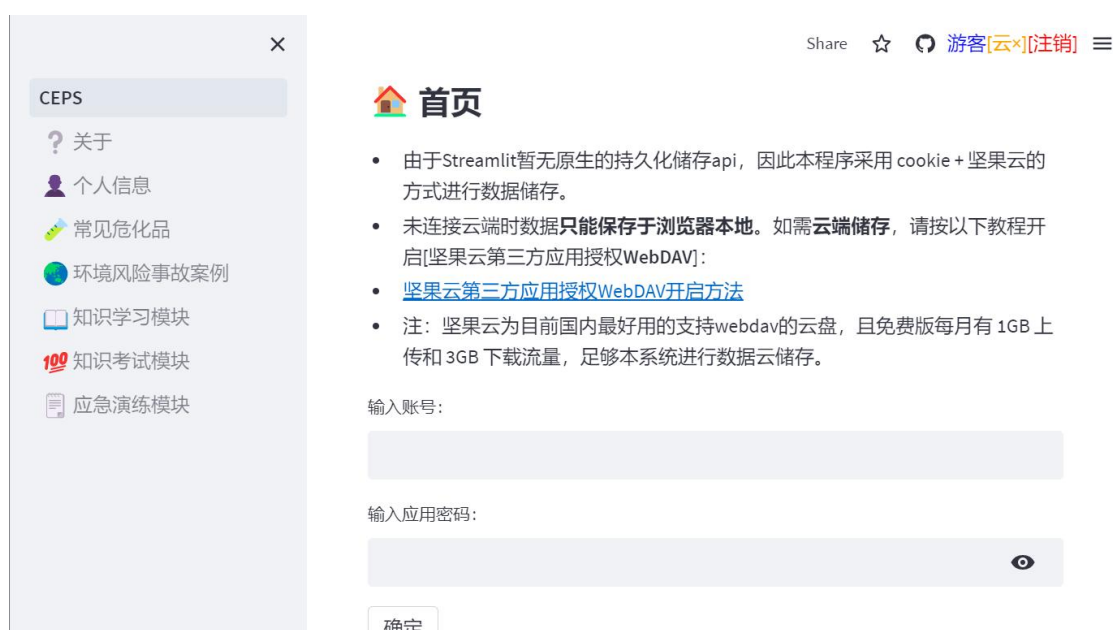 Share 游客[云×][注销]
CEPS
关于
个人信息
常见危化品
环境风险事故案例
知识学习模块
知识考试模块
应急演练模块
首页
由于Streamlit暂无原生的持久化储存api，因此本程序采用 cookie + 坚果云的
方式进行数据储存。
未连接云端时数据只能保存于浏览器本地。如需云端储存，请按以下教程开
启[坚果云第三方应用授权WebDAV]：
坚果云第三方应用授权WebDAV开启方法
注：坚果云为目前国内最好用的支持webdav的云盘，且免费版每月有 1GB 上
传和 3GB 下载流量，足够本系统进行数据云储存。
输入账号：
输入应用密码：
确定